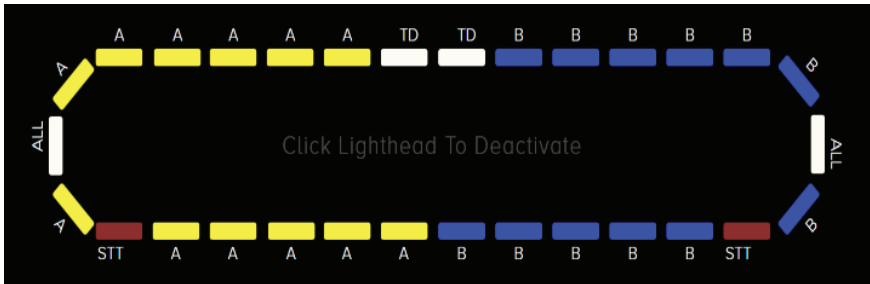 A A A A A TD TD B B B B B
A B
ALL Click Lighthead To Deactivate ALL
A B
STT A A A A A B B B B B STT